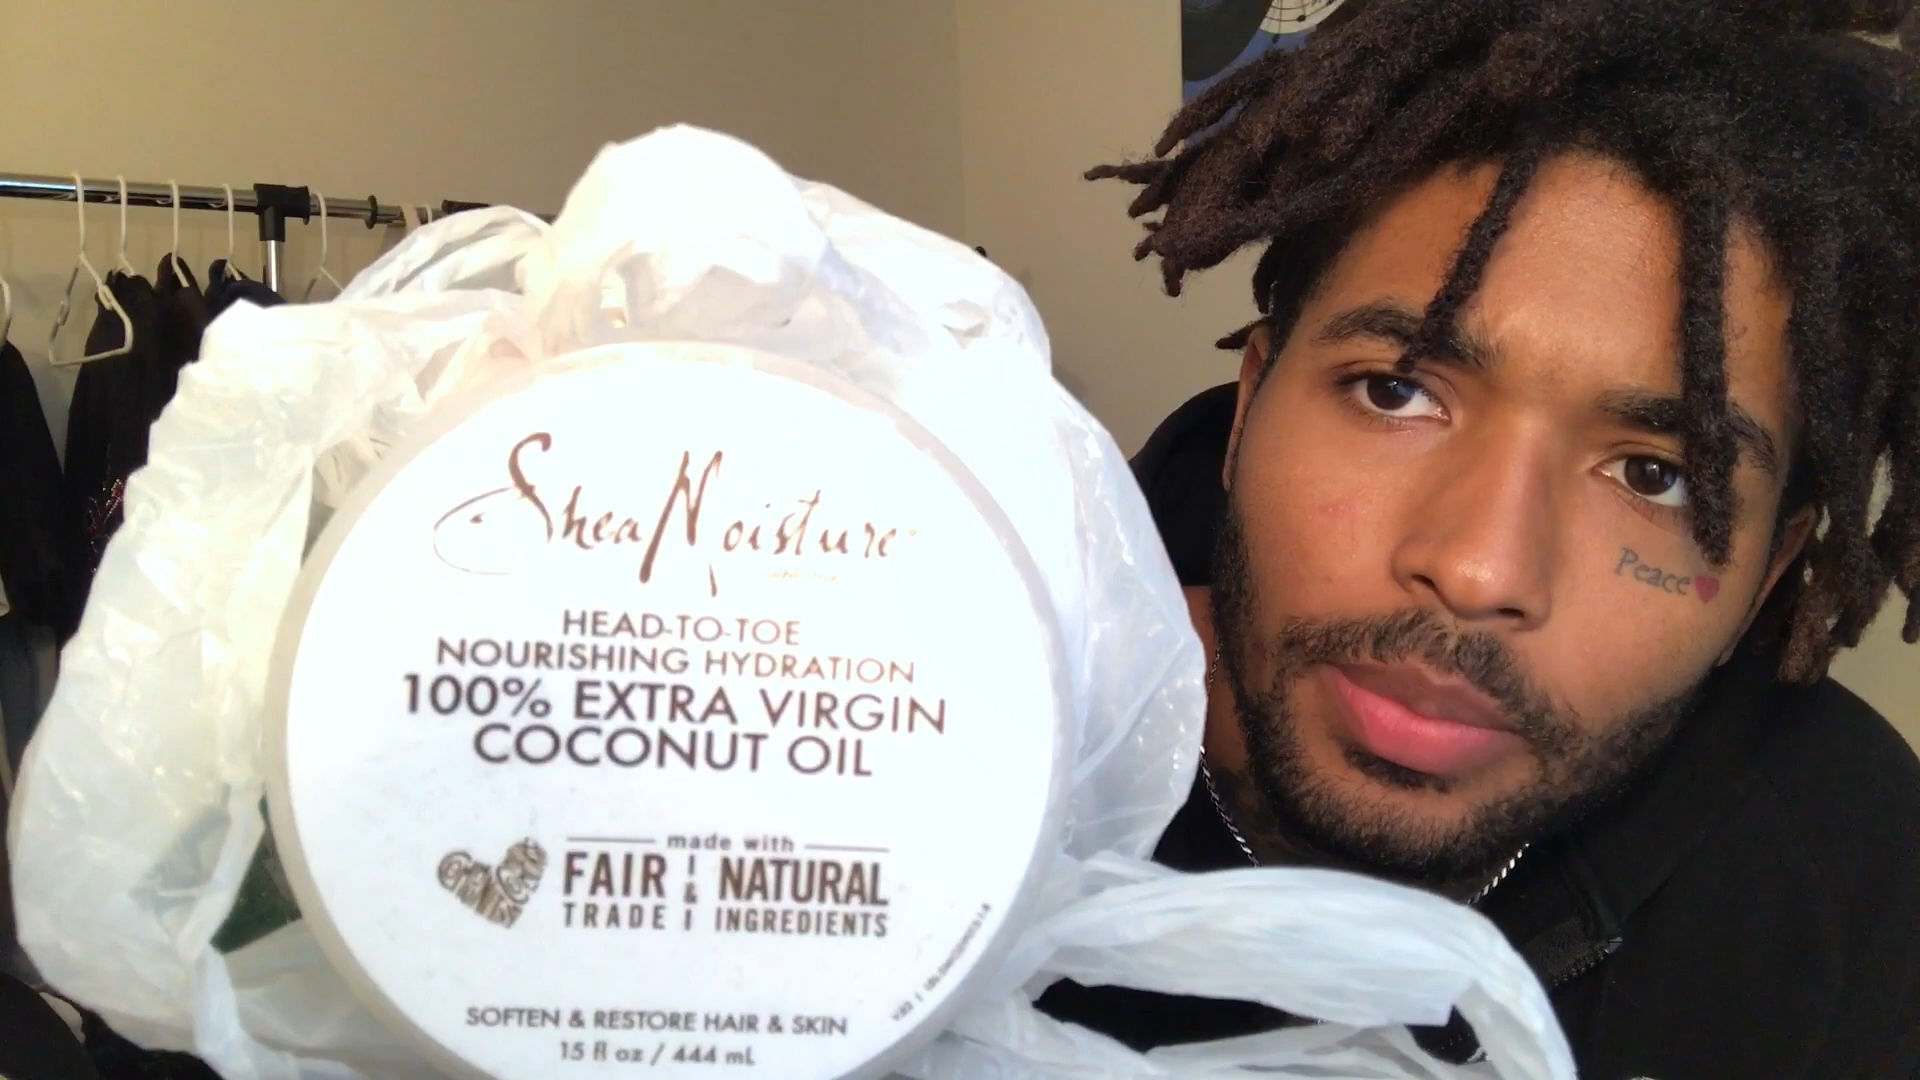 SheaMoisture
HEAD-TO-TOE
NOURISHING HYDRATION
100% EXTRA VIRGIN
COCONUT OIL
made with
FAIR & NATURAL
TRADE INGREDIENTS
SOFTEN & RESTORE HAIR & SKIN
15 fl oz / 444 mL
Peace